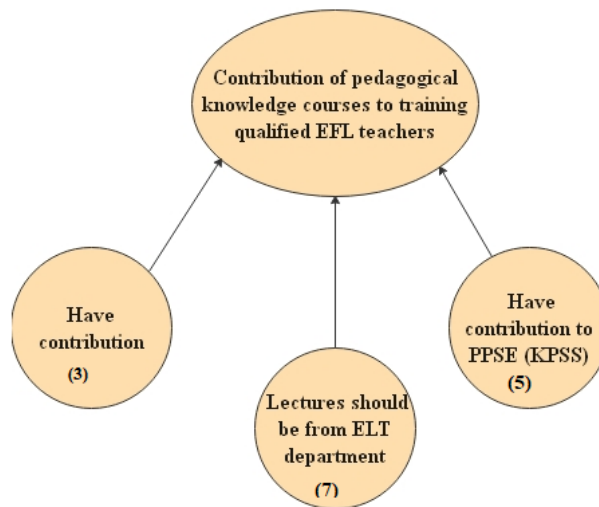 Contribution of pedagogical
knowledge courses to training
qualified EFL teachers
Have
contribution
(3)
Lectures should
be from ELT
department
(7)
Have
contribution to
PPSE (KPSS)
(5)